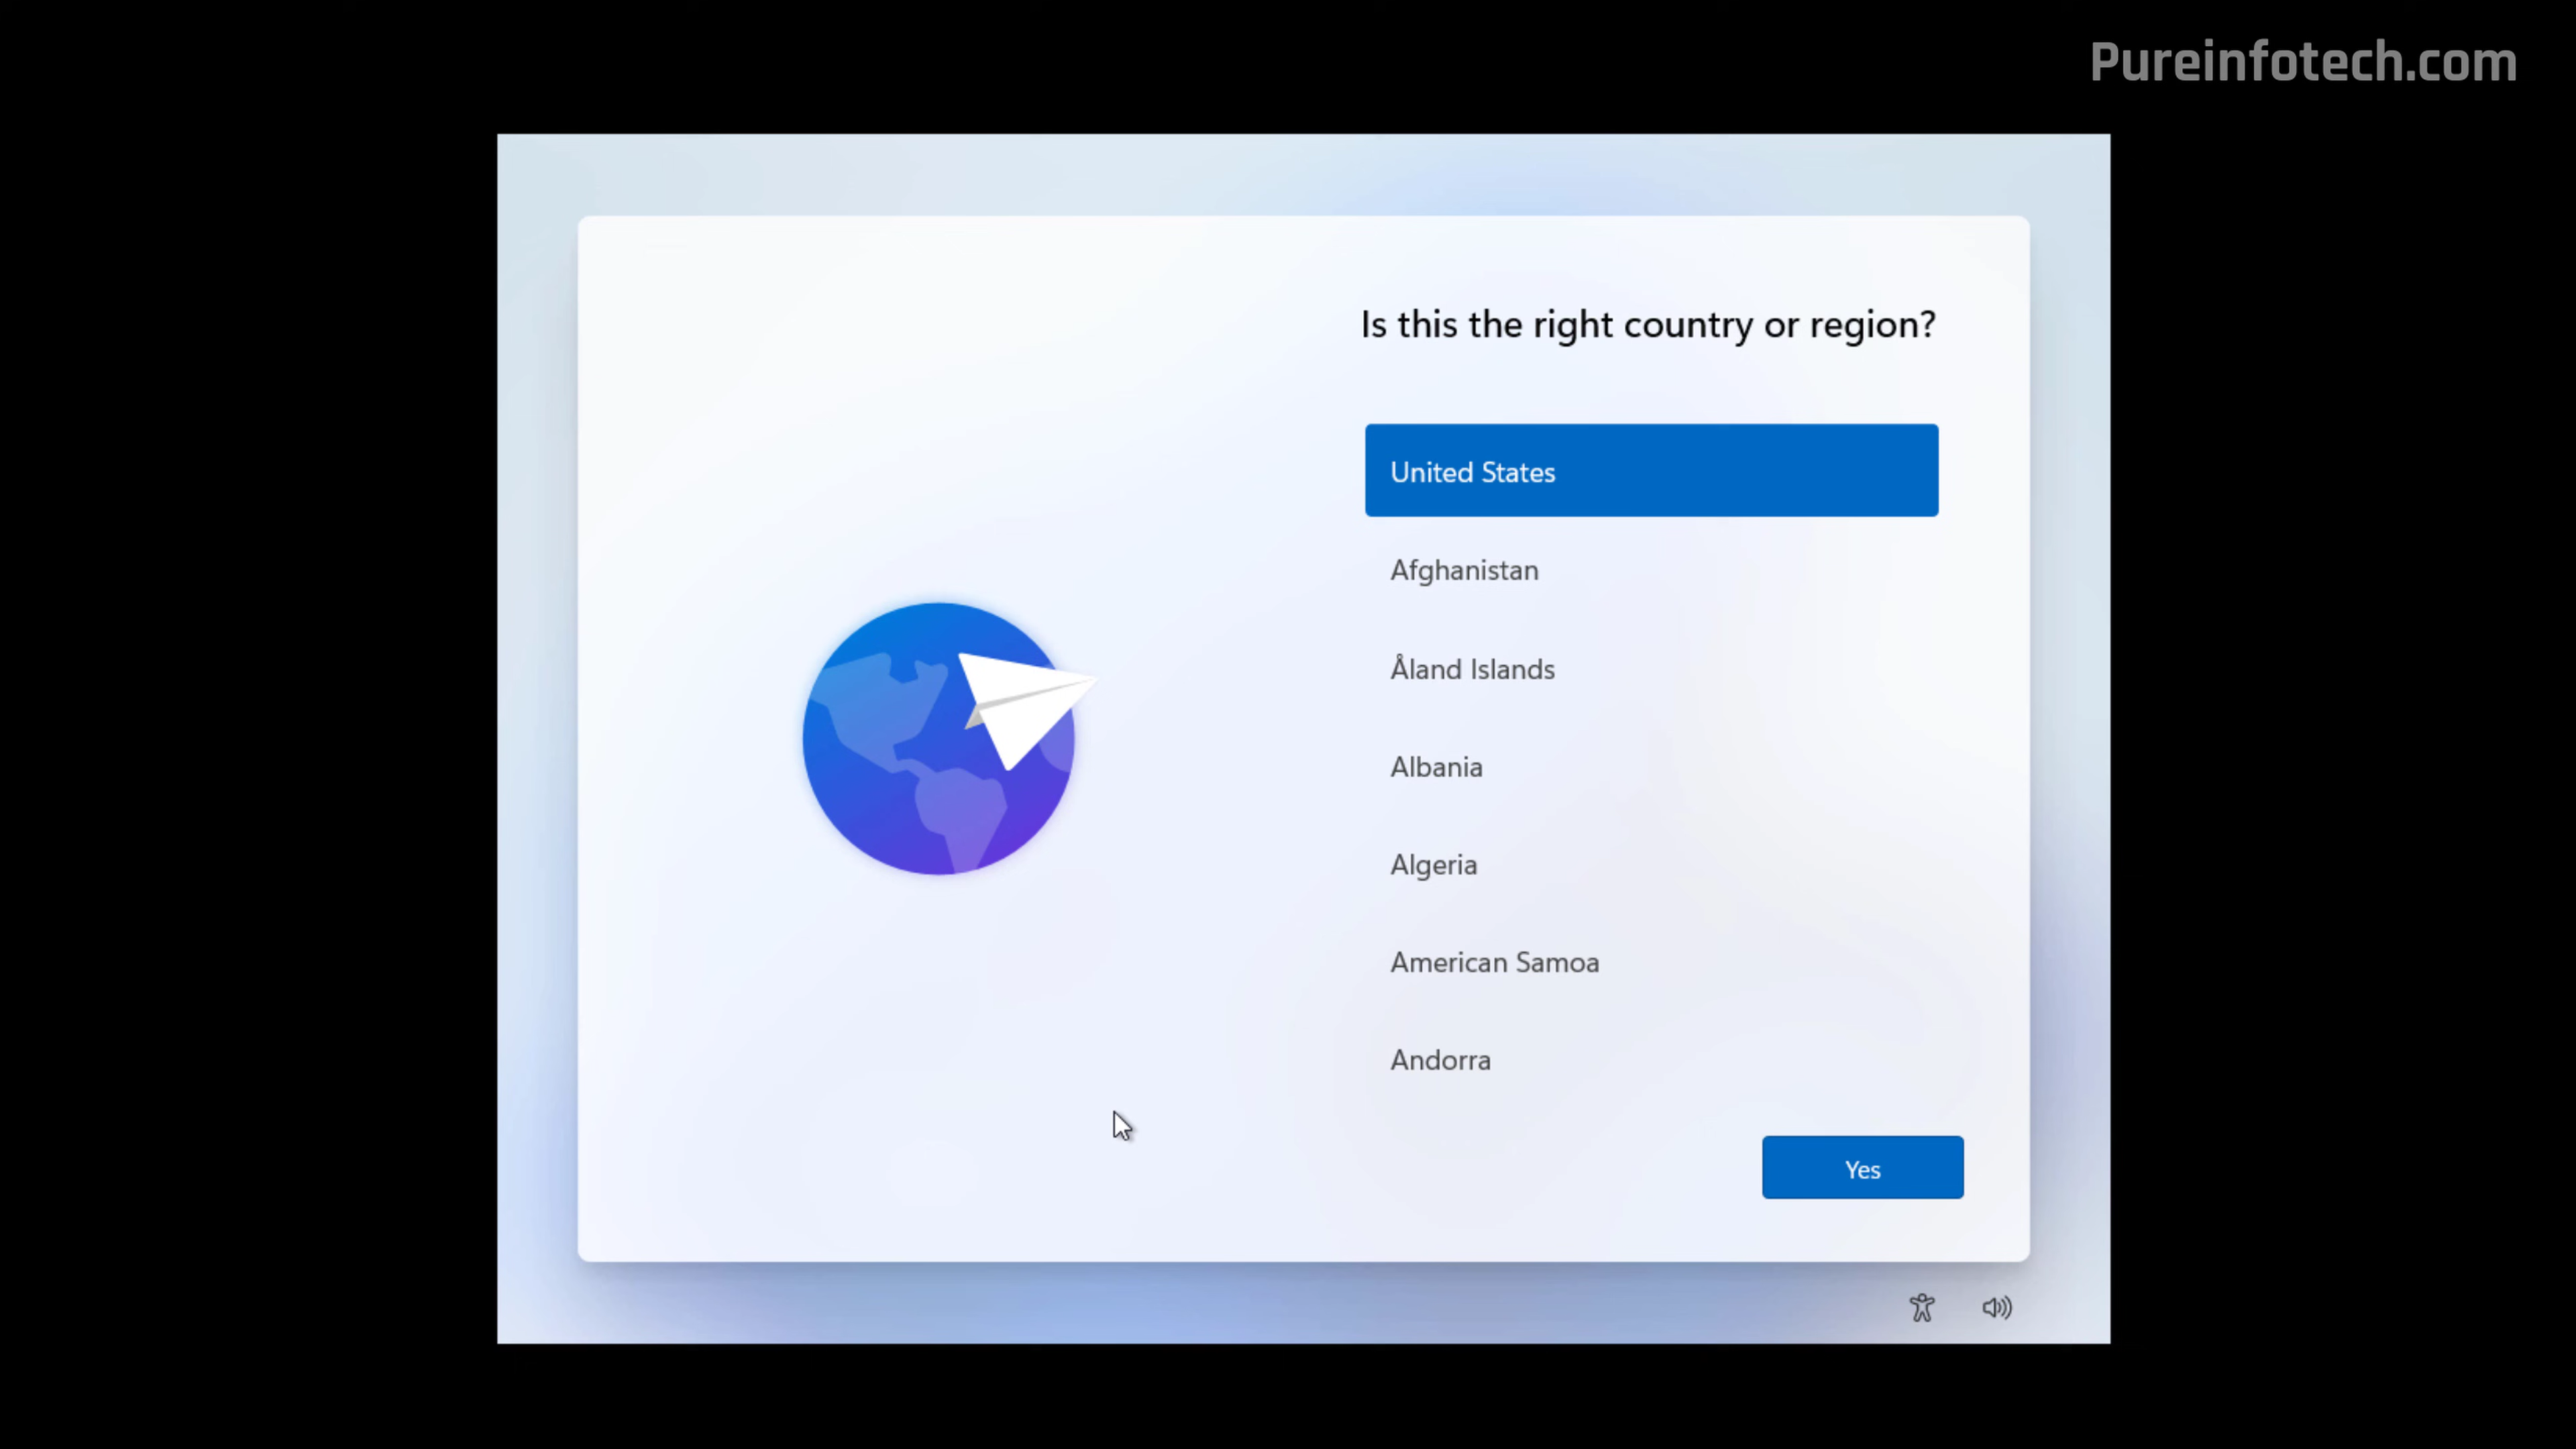 Pureinfotech.com
Is this the right country or region?
United States
Afghanistan
Åland Islands
Albania
Algeria
American Samoa
Andorra
Yes